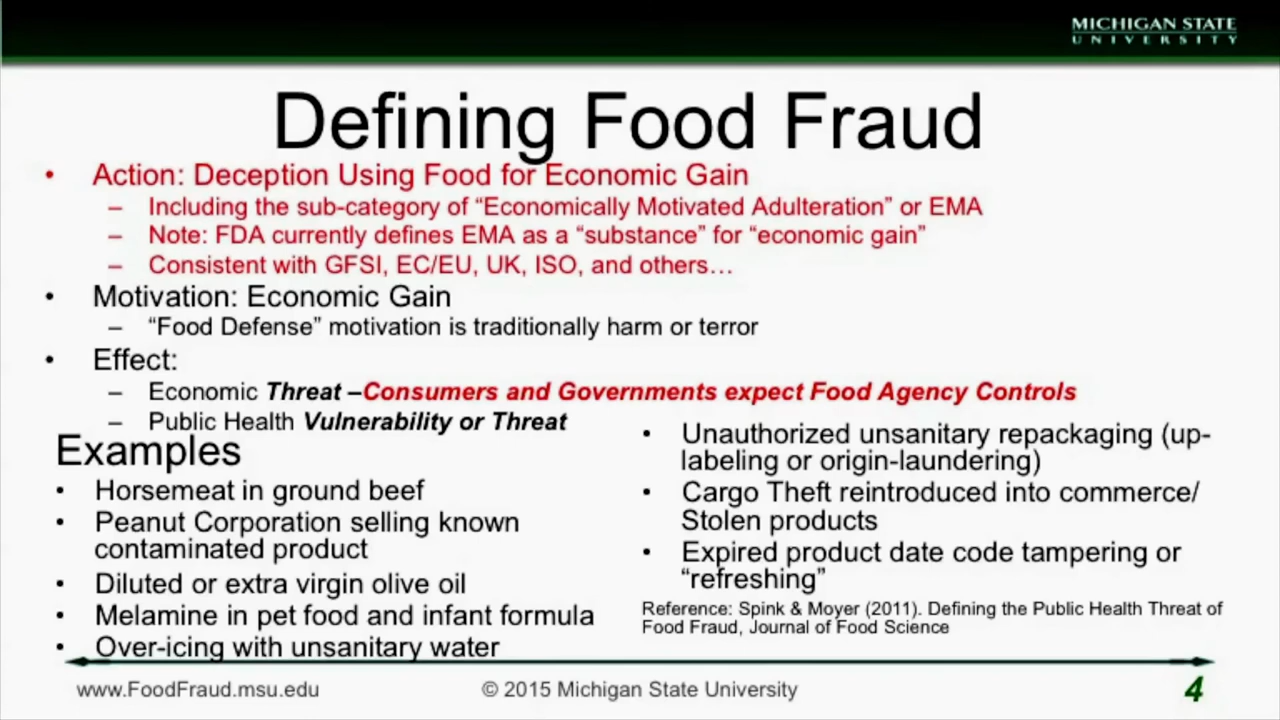 MICHIGAN STATE
UNIVERSITY
Defining Food Fraud
• Action: Deception Using Food for Economic Gain
– Including the sub-category of “Economically Motivated Adulteration” or EMA
– Note: FDA currently defines EMA as a “substance” for “economic gain”
– Consistent with GFSI, EC/EU, UK, ISO, and others…
• Motivation: Economic Gain
– “Food Defense” motivation is traditionally harm or terror
• Effect:
– Economic Threat –Consumers and Governments expect Food Agency Controls
– Public Health Vulnerability or Threat
Examples
• Horsemeat in ground beef
• Peanut Corporation selling known
contaminated product
• Diluted or extra virgin olive oil
• Melamine in pet food and infant formula
• Over-icing with unsanitary water
• Unauthorized unsanitary repackaging (up-
labeling or origin-laundering)
• Cargo Theft reintroduced into commerce/
Stolen products
• Expired product date code tampering or
“refreshing”
Reference: Spink & Moyer (2011). Defining the Public Health Threat of
Food Fraud, Journal of Food Science
www.FoodFraud.msu.edu
© 2015 Michigan State University
4